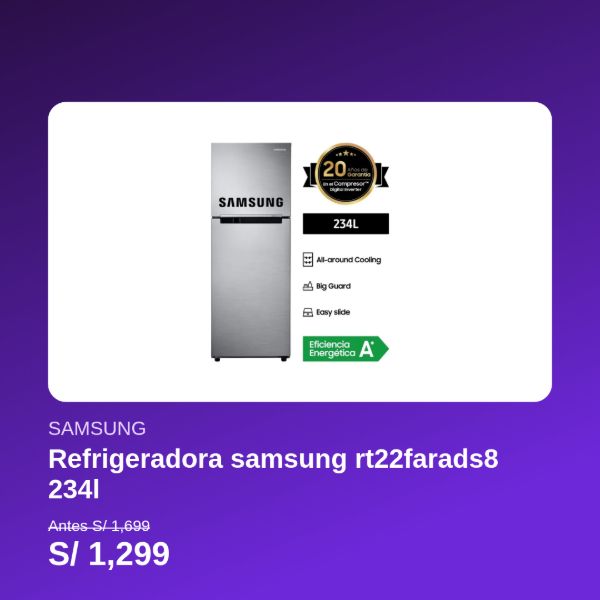 20 Años de
Garantía
En el Compresor™
Digital Inverter
SAMSUNG
234L
All-around Cooling
Big Guard
Easy slide
Eficiencia
Energética A+
SAMSUNG
Refrigeradora samsung rt22farads8
234l
Antes S/ 1,699
S/ 1,299